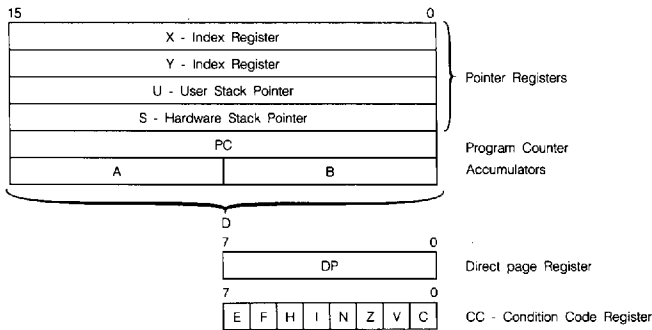 15 0
X - Index Register
Y - Index Register
U - User Stack Pointer
S - Hardware Stack Pointer
Pointer Registers
PC
Program Counter
A B
Accumulators
D
7 0
DP
Direct page Register
7 0
E F H I N Z V C
CC - Condition Code Register